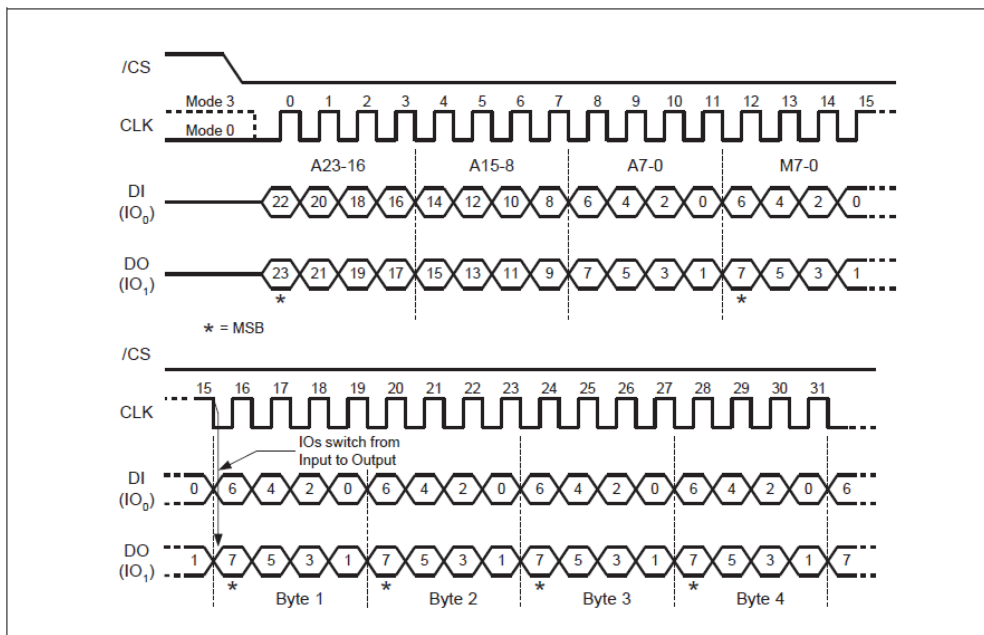 /CS
Mode 3 0 1 2 3 4 5 6 7 8 9 10 11 12 13 14 15
CLK
Mode 0
A23-16 A15-8 A7-0 M7-0
DI 22 20 18 16 14 12 10 8 6 4 2 0 6 4 2 0
(IO0)
DO 23 21 19 17 15 13 11 9 7 5 3 1 7 5 3 1
(IO1)
* *
* = MSB
/CS
15 16 17 18 19 20 21 22 23 24 25 26 27 28 29 30 31
CLK
IOs switch from
Input to Output
DI 0 6 4 2 0 6 4 2 0 6 4 2 0 6 4 2 0 6
(IO0)
DO 1 7 5 3 1 7 5 3 1 7 5 3 1 7 5 3 1 7
(IO1)
* * * *
Byte 1 Byte 2 Byte 3 Byte 4